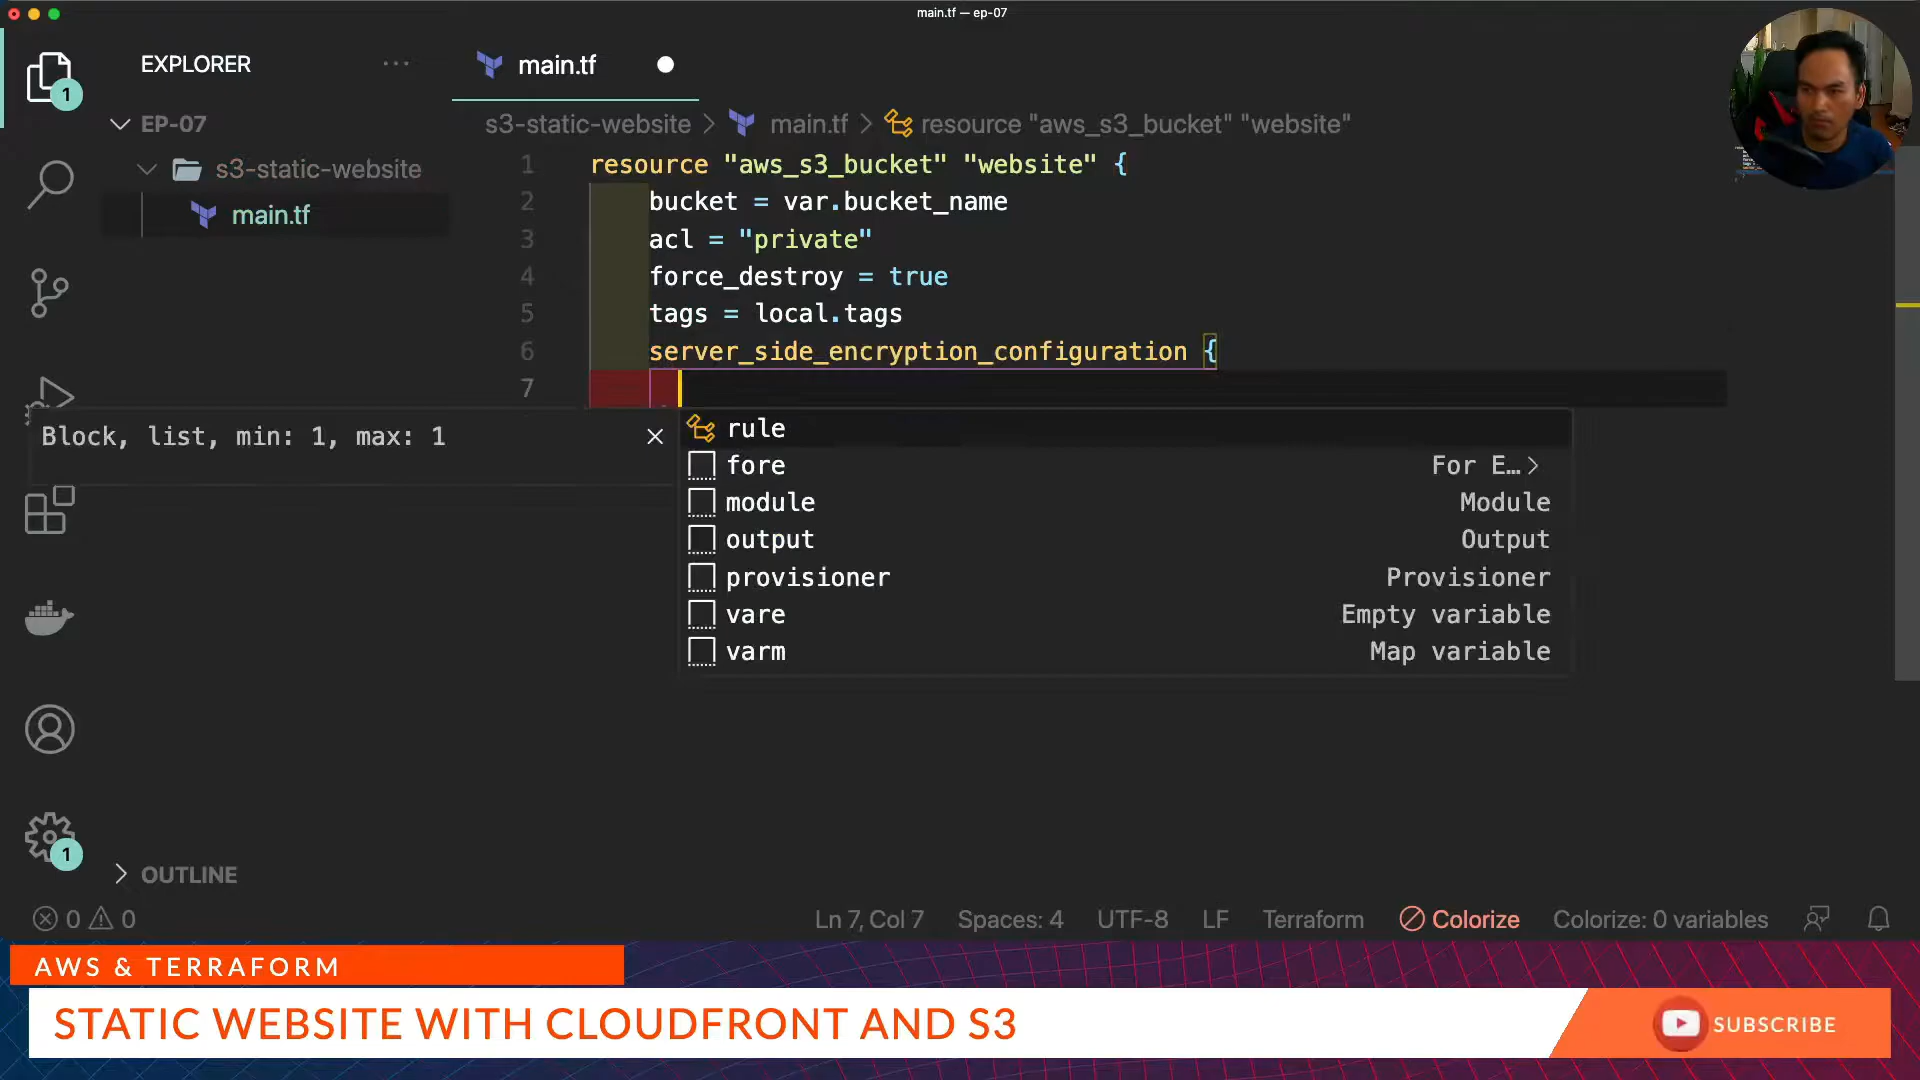 main.tf — ep-07
EXPLORER
main.tf
EP-07
s3-static-website
main.tf
s3-static-website > main.tf > resource "aws_s3_bucket" "website"
1 resource "aws_s3_bucket" "website" {
2 bucket = var.bucket_name
3 acl = "private"
4 force_destroy = true
5 tags = local.tags
6 server_side_encryption_configuration {
7
Block, list, min: 1, max: 1
rule
fore For E...
module Module
output Output
provisioner Provisioner
vare Empty variable
varm Map variable
1
1
OUTLINE
0 0
Ln 7, Col 7 Spaces: 4 UTF-8 LF Terraform Colorize Colorize: 0 variables
AWS & TERRAFORM
STATIC WEBSITE WITH CLOUDFRONT AND S3
SUBSCRIBE